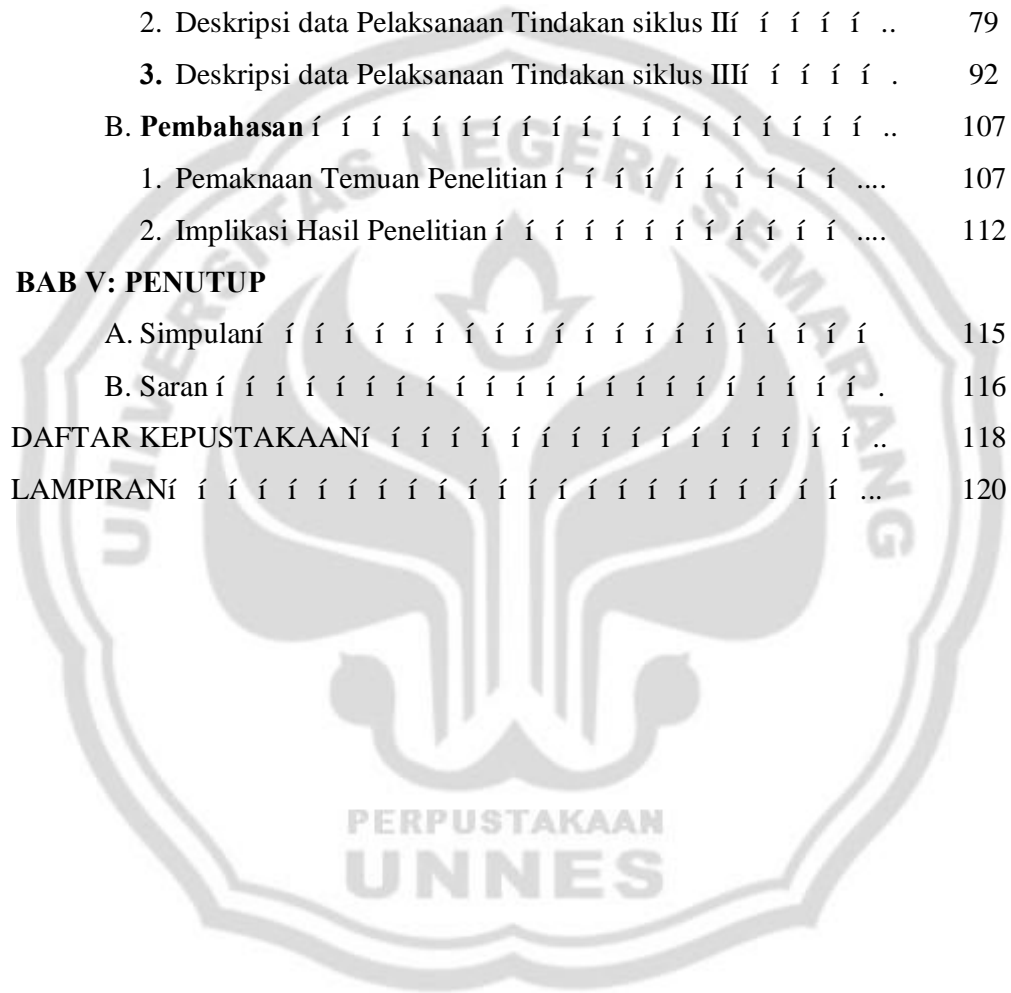 2. Deskripsi data Pelaksanaan Tindakan siklus IIí í í í í .. 79
3. Deskripsi data Pelaksanaan Tindakan siklus IIIí í í í í . 92
B. Pembahasan í í í í í í í í í í í í í í í í í í í .. 107
1. Pemaknaan Temuan Penelitian í í í í í í í í í í .... 107
2. Implikasi Hasil Penelitian í í í í í í í í í í í í .... 112
BAB V: PENUTUP
A. Simpulaní í í í í í í í í í í í í í í í í í í í í 115
B. Saran í í í í í í í í í í í í í í í í í í í í í í . 116
DAFTAR KEPUSTAKAANí í í í í í í í í í í í í í í í í .. 118
LAMPIRANí í í í í í í í í í í í í í í í í í í í í í ... 120
UNIVERSITAS NEGERI SEMARANG
PERPUSTAKAAN
UNNES